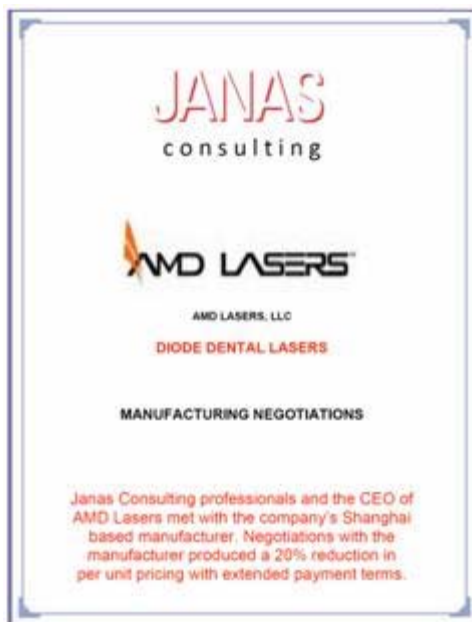 JANAS
consulting
AMD LASERS™
AMD LASERS, LLC
DIODE DENTAL LASERS
MANUFACTURING NEGOTIATIONS
Janas Consulting professionals and the CEO of
AMD Lasers met with the company's Shanghai
based manufacturer. Negotiations with the
manufacturer produced a 20% reduction in
per unit pricing with extended payment terms.